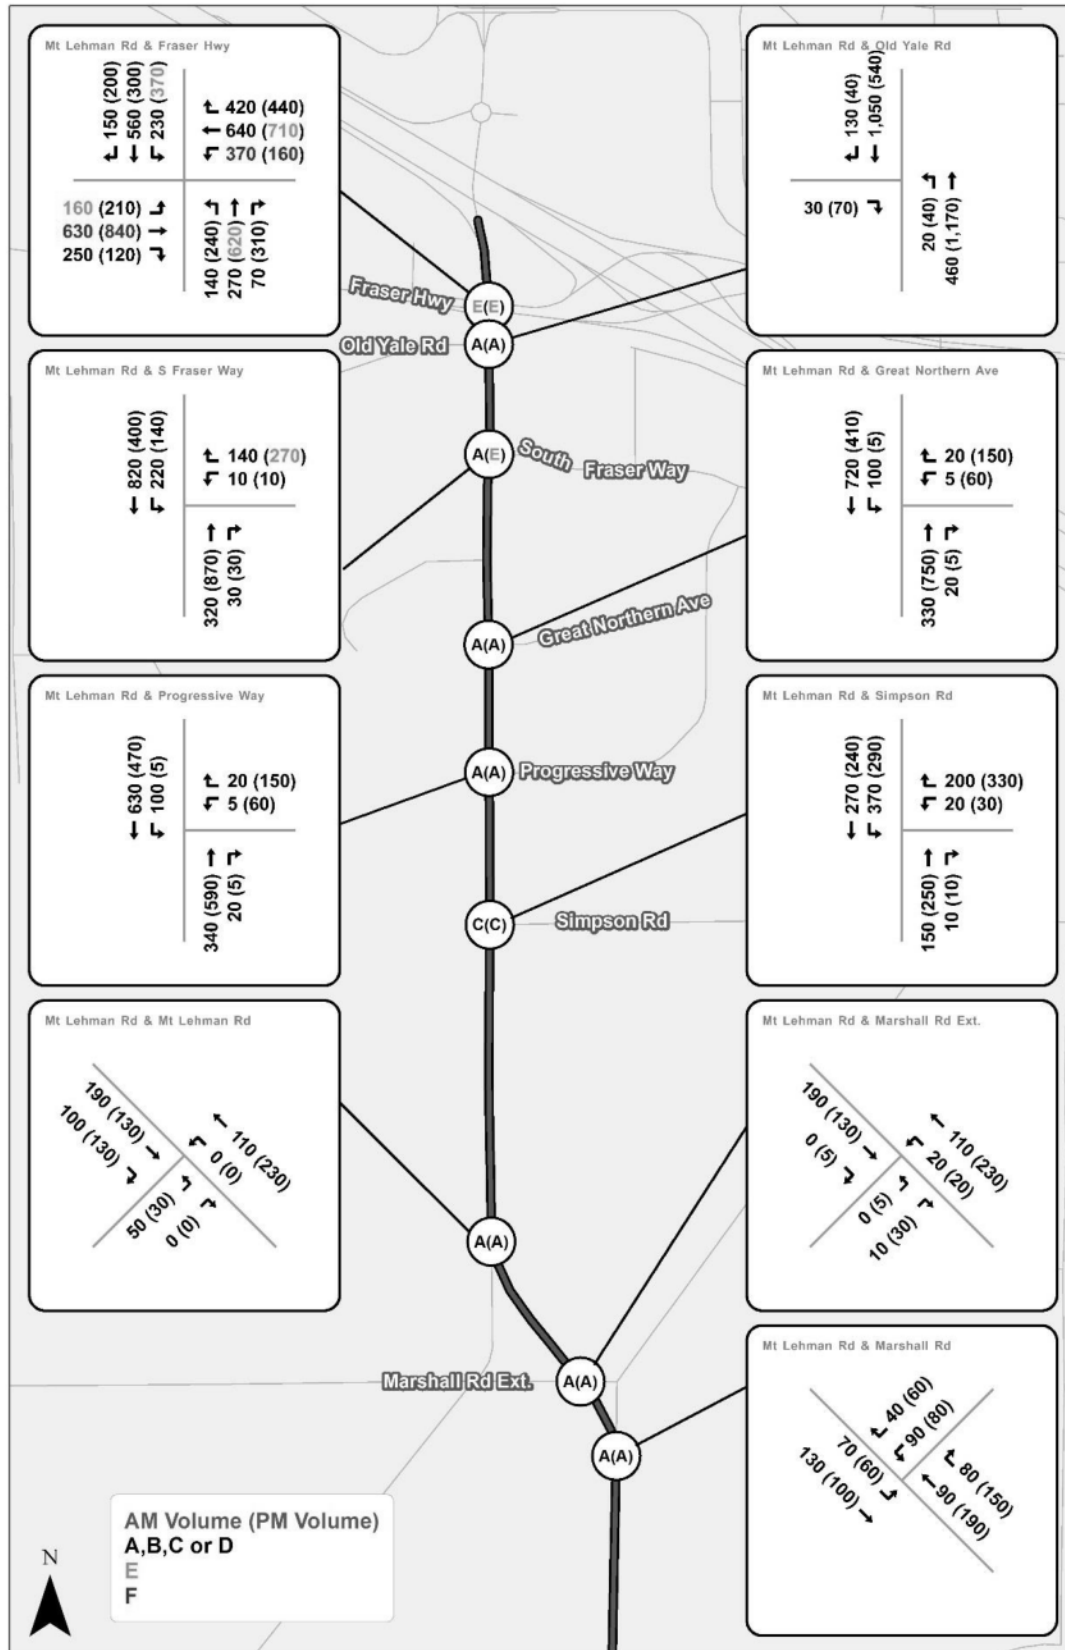 Mt Lehman Rd & Fraser Hwy
150 (200)
560 (300)
230 (370)
420 (440)
640 (710)
370 (160)
160 (210)
630 (840)
250 (120)
140 (240)
270 (620)
70 (310)
Mt Lehman Rd & Old Yale Rd
130 (40)
1,050 (540)
30 (70)
20 (40)
460 (1,170)
Mt Lehman Rd & S Fraser Way
820 (400)
220 (140)
140 (270)
10 (10)
320 (870)
30 (30)
Mt Lehman Rd & Great Northern Ave
720 (410)
100 (5)
20 (150)
5 (60)
330 (750)
20 (5)
Mt Lehman Rd & Progressive Way
630 (470)
100 (5)
20 (150)
5 (60)
340 (590)
20 (5)
Mt Lehman Rd & Simpson Rd
270 (240)
370 (290)
200 (330)
20 (30)
150 (250)
10 (10)
Mt Lehman Rd & Mt Lehman Rd
190 (130)
100 (130)
110 (230)
0 (0)
50 (30)
0 (0)
Mt Lehman Rd & Marshall Rd Ext.
190 (130)
0 (5)
110 (230)
20 (20)
0 (5)
10 (30)
Mt Lehman Rd & Marshall Rd
40 (60)
90 (80)
70 (60)
130 (100)
80 (150)
90 (190)
Fraser Hwy
E(E)
Old Yale Rd
A(A)
A(E)
South Fraser Way
A(A)
Great Northern Ave
A(A)
Progressive Way
C(C)
Simpson Rd
A(A)
Marshall Rd Ext.
A(A)
A(A)
N
AM Volume (PM Volume)
A,B,C or D
E
F